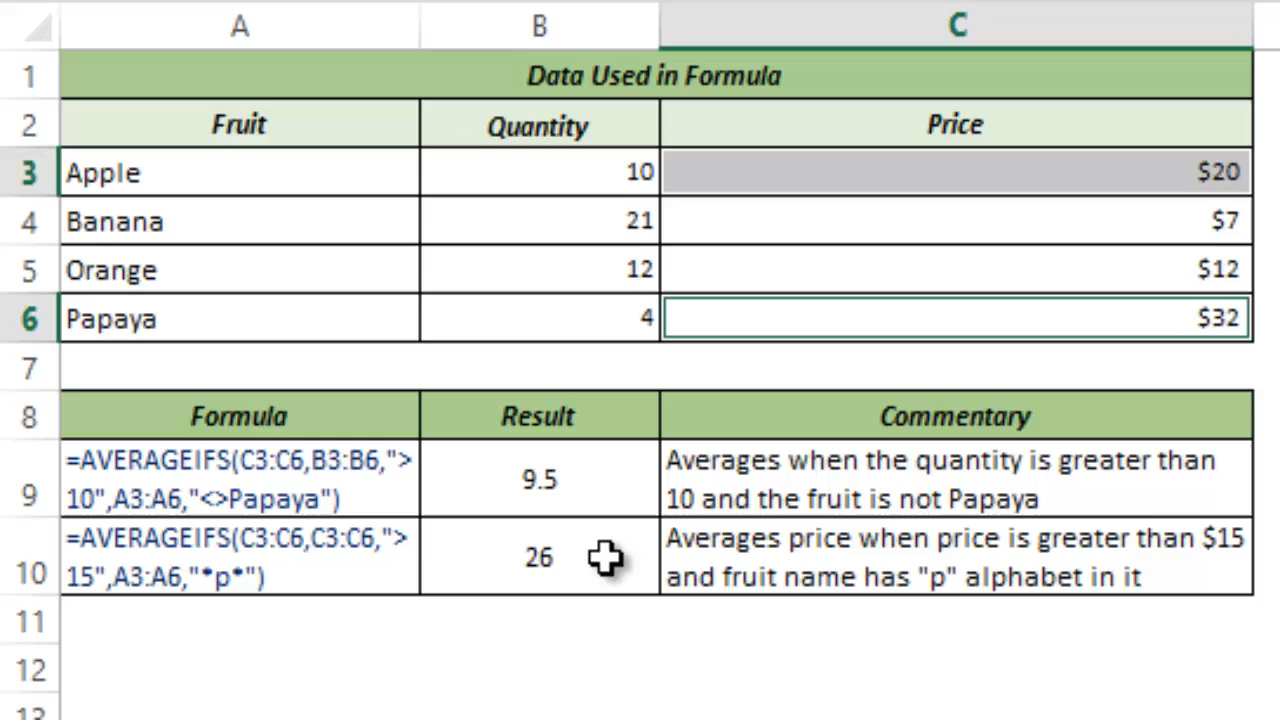 A B C
1 Data Used in Formula
2 Fruit Quantity Price
3 Apple 10 $20
4 Banana 21 $7
5 Orange 12 $12
6 Papaya 4 $32
7
8 Formula Result Commentary
=AVERAGEIFS(C3:C6,B3:B6,">
10",A3:A6,"<>Papaya")
9.5
Averages when the quantity is greater than
10 and the fruit is not Papaya
9
=AVERAGEIFS(C3:C6,C3:C6,">
15",A3:A6,"*p*")
26
Averages price when price is greater than $15
and fruit name has "p" alphabet in it
10
11
12
13